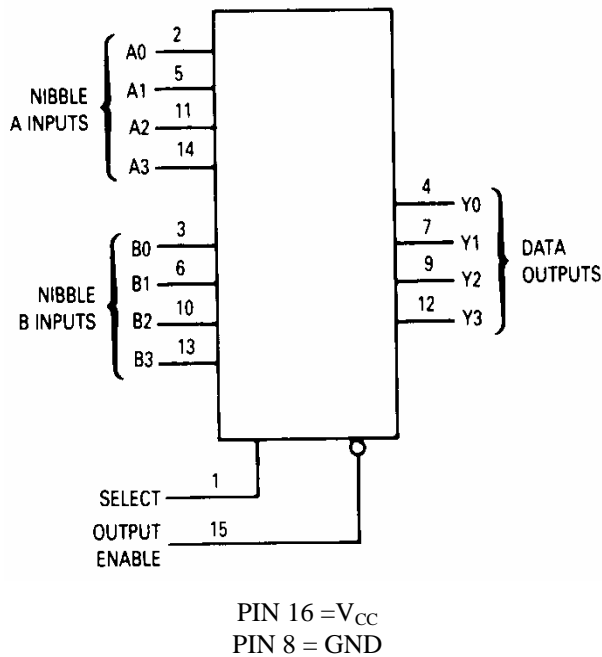 NIBBLE
A INPUTS
A0 2
A1 5
A2 11
A3 14
NIBBLE
B INPUTS
B0 3
B1 6
B2 10
B3 13
4 Y0
7 Y1
9 Y2
12 Y3
DATA
OUTPUTS
SELECT 1
OUTPUT
ENABLE
15
PIN 16 =VCC
PIN 8 = GND